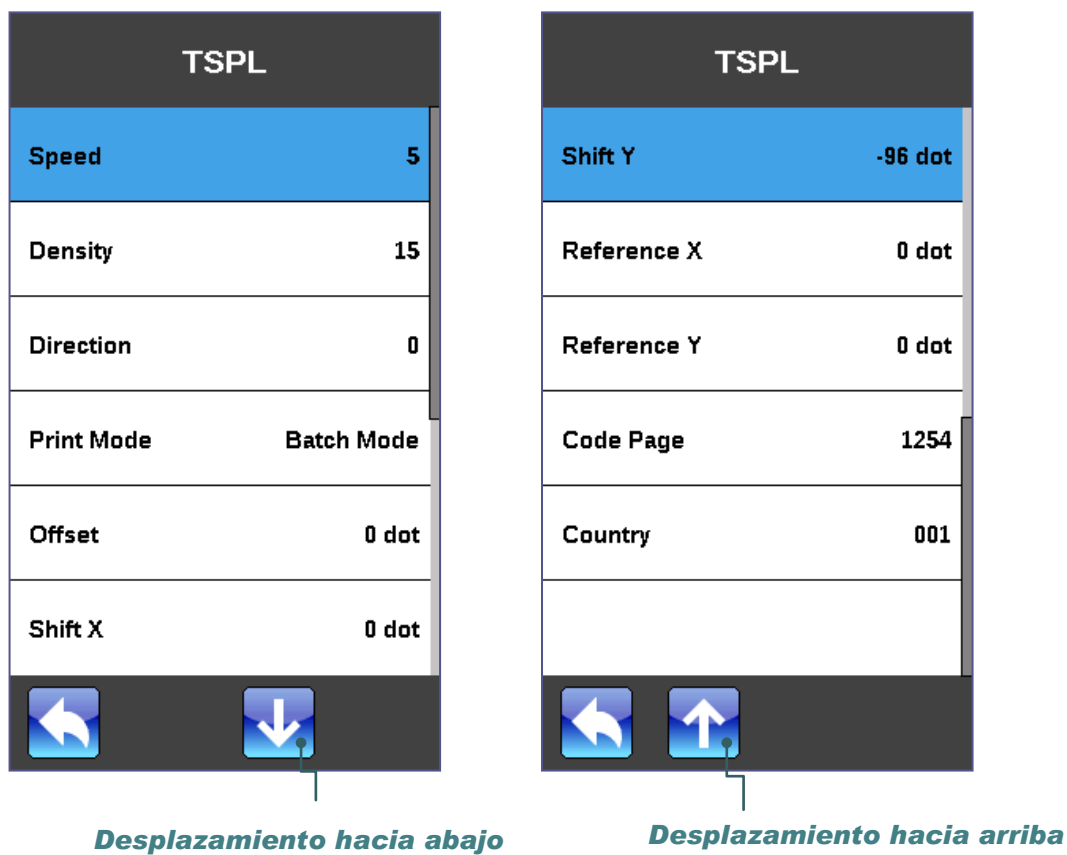 TSPL
Speed 5
Density 15
Direction 0
Print Mode Batch Mode
Offset 0 dot
Shift X 0 dot
Desplazamiento hacia abajo
TSPL
Shift Y -96 dot
Reference X 0 dot
Reference Y 0 dot
Code Page 1254
Country 001
Desplazamiento hacia arriba